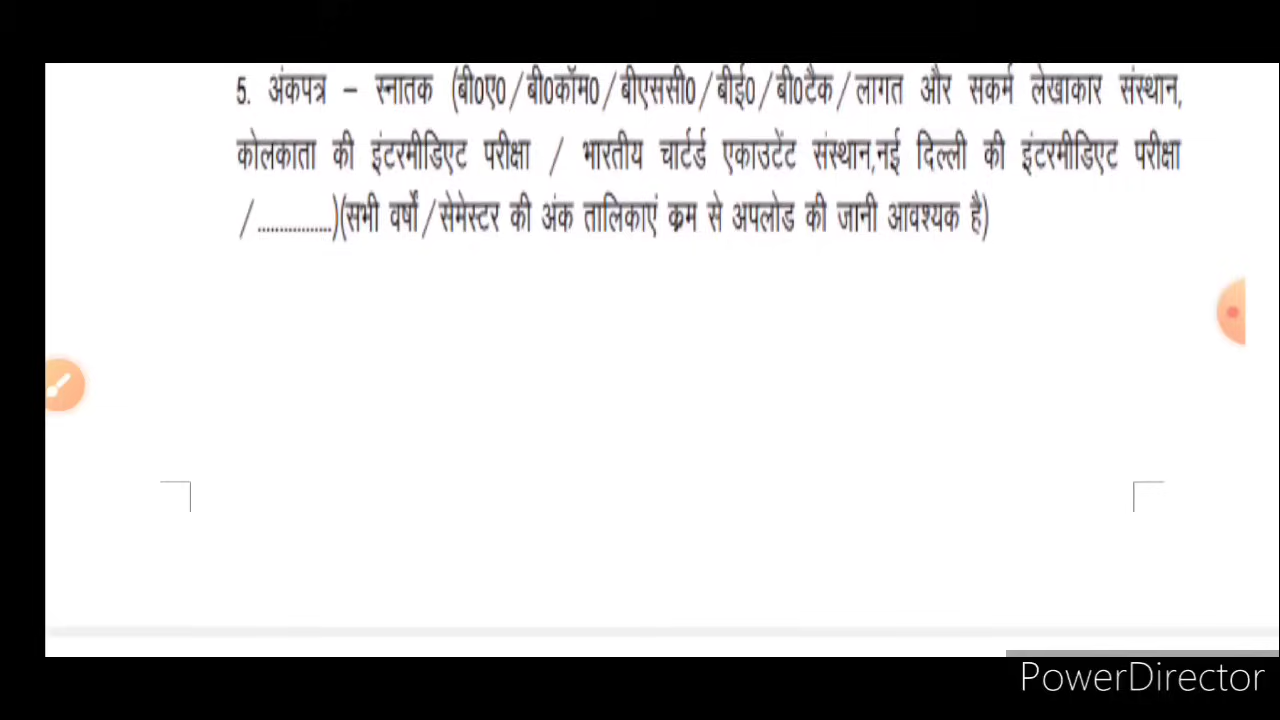 5. अंकपत्र – स्नातक (बी0ए0/बी0कॉम0/बीएससी0/बीई0/बी0टैक/लागत और सकर्म लेखाकार संस्थान,
कोलकाता की इंटरमीडिएट परीक्षा / भारतीय चार्टर्ड एकाउटेंट संस्थान,नई दिल्ली की इंटरमीडिएट परीक्षा
/.................)(सभी वर्षों/सेमेस्टर की अंक तालिकाएं क्रम से अपलोड की जानी आवश्यक है)
PowerDirector